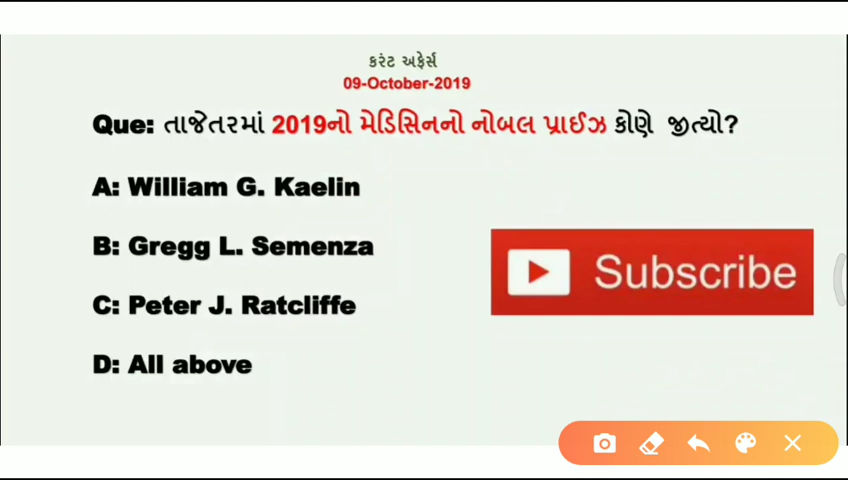 કરંટ અફેર્સ
09-October-2019
Que: તાજેતરમાં 2019નો મેડિસિનનો નોબલ પ્રાઈઝ કોણે જીત્યો?
A: William G. Kaelin
B: Gregg L. Semenza
Subscribe
C: Peter J. Ratcliffe
D: All above